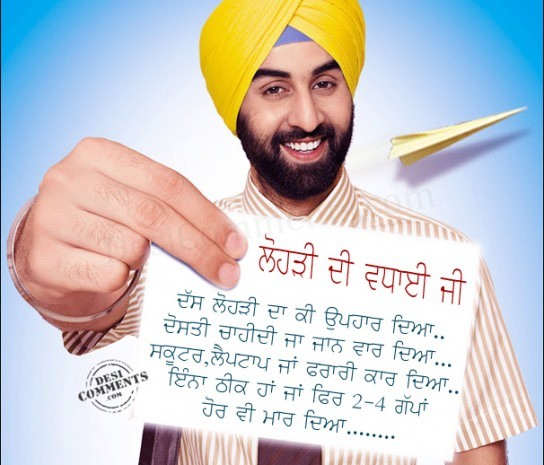 ਲੋਹੜੀ ਦੀ ਵਧਾਈ ਜੀ
ਦੱਸ ਲੋਹੜੀ ਦਾ ਕੀ ਉਪਹਾਰ ਦਿਆ..
ਦੋਸਤੀ ਚਾਹੀਦੀ ਜਾ ਜਾਨ ਵਾਰ ਦਿਆ...
ਸਕੂਟਰ,ਲੈਪਟਾਪ ਜਾਂ ਫਰਾਰੀ ਕਾਰ ਦਿਆ..
ਇੰਨਾ ਠੀਕ ਹਾਂ ਜਾਂ ਫਿਰ 2-4 ਗੱਪਾਂ
ਹੋਰ ਵੀ ਮਾਰ ਦਿਆ........
DESI
COMMENTS
.COM